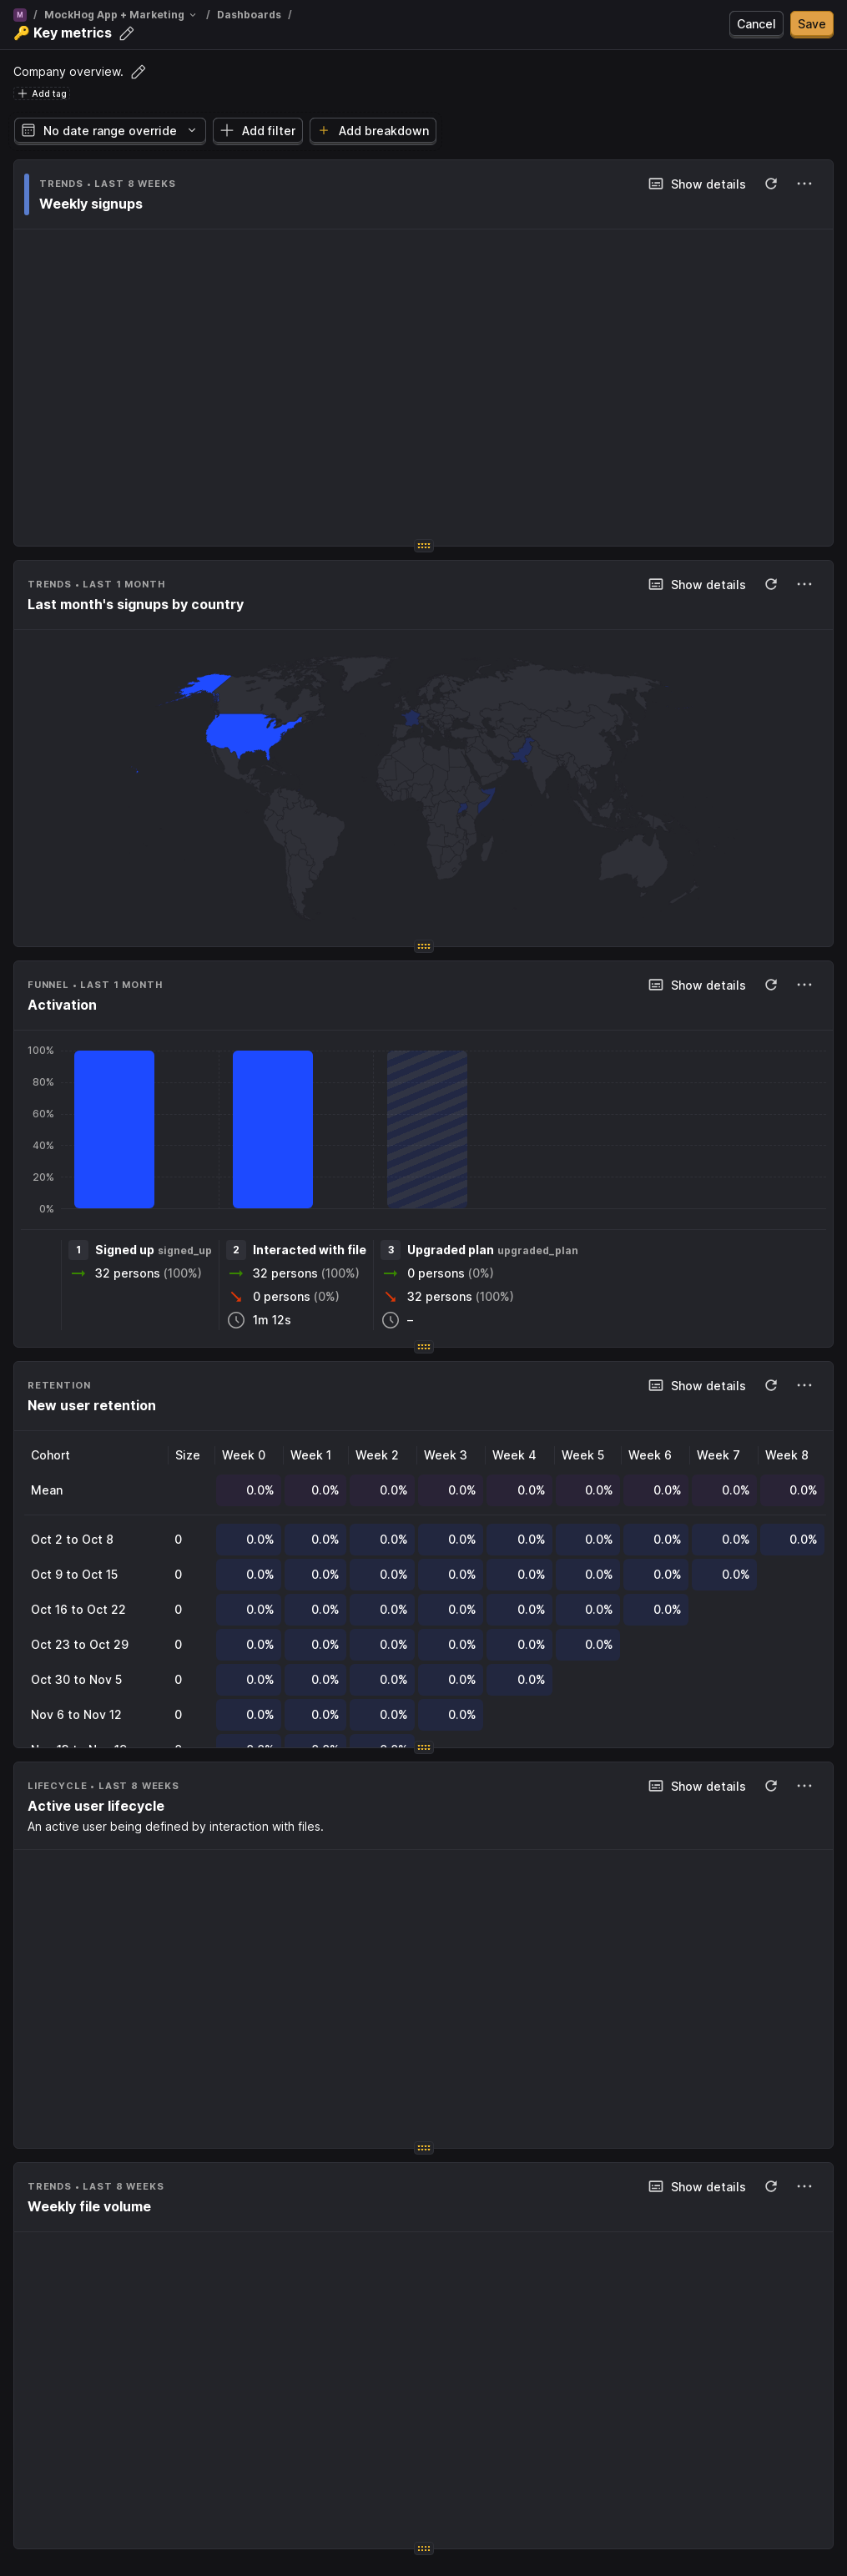 M / MockHog App + Marketing / Dashboards /
🔑 Key metrics
Cancel
Save
Company overview.
Add tag
No date range override
Add filter
Add breakdown
TRENDS • LAST 8 WEEKS
Weekly signups
Show details
TRENDS • LAST 1 MONTH
Last month's signups by country
Show details
FUNNEL • LAST 1 MONTH
Activation
Show details
100%
80%
60%
40%
20%
0%
1 Signed up signed_up
32 persons (100%)
2 Interacted with file
32 persons (100%)
0 persons (0%)
1m 12s
3 Upgraded plan upgraded_plan
0 persons (0%)
32 persons (100%)
–
RETENTION
New user retention
Show details
Cohort Size Week 0 Week 1 Week 2 Week 3 Week 4 Week 5 Week 6 Week 7 Week 8
Mean 0.0% 0.0% 0.0% 0.0% 0.0% 0.0% 0.0% 0.0% 0.0%
Oct 2 to Oct 8 0 0.0% 0.0% 0.0% 0.0% 0.0% 0.0% 0.0% 0.0% 0.0%
Oct 9 to Oct 15 0 0.0% 0.0% 0.0% 0.0% 0.0% 0.0% 0.0% 0.0%
Oct 16 to Oct 22 0 0.0% 0.0% 0.0% 0.0% 0.0% 0.0% 0.0%
Oct 23 to Oct 29 0 0.0% 0.0% 0.0% 0.0% 0.0% 0.0%
Oct 30 to Nov 5 0 0.0% 0.0% 0.0% 0.0% 0.0%
Nov 6 to Nov 12 0 0.0% 0.0% 0.0% 0.0%
LIFECYCLE • LAST 8 WEEKS
Active user lifecycle
An active user being defined by interaction with files.
Show details
TRENDS • LAST 8 WEEKS
Weekly file volume
Show details